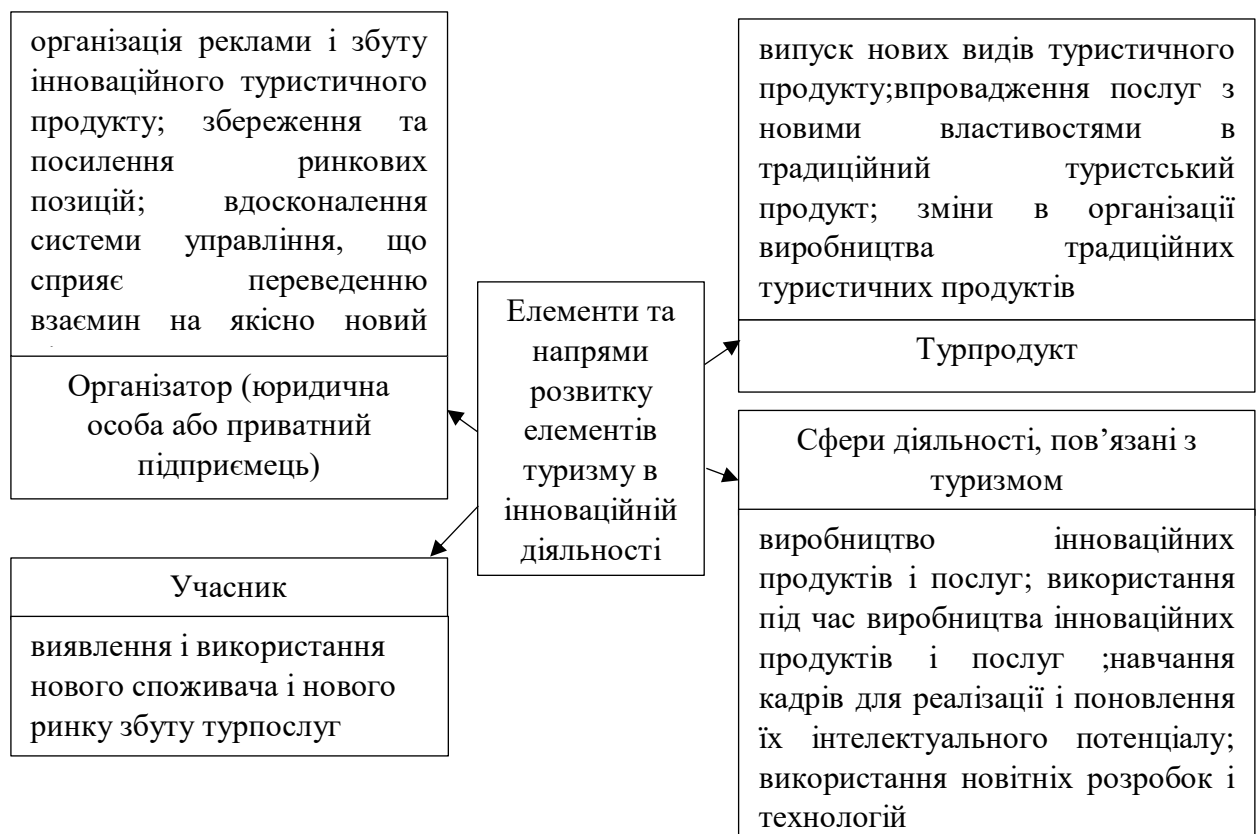 організація реклами і збуту
інноваційного туристичного
продукту; збереження та
посилення ринкових
позицій; вдосконалення
системи управління, що
сприяє переведенню
взаємин на якісно новий
Організатор (юридична
особа або приватний
підприємець)
Учасник
виявлення і використання
нового споживача і нового
ринку збуту турпослуг
Елементи та
напрями
розвитку
елементів
туризму в
інноваційній
діяльності
випуск нових видів туристичного
продукту;впровадження послуг з
новими властивостями в
традиційний туристський
продукт; зміни в організації
виробництва традиційних
туристичних продуктів
Турпродукт
Сфери діяльності, пов’язані з
туризмом
виробництво інноваційних
продуктів і послуг; використання
під час виробництва інноваційних
продуктів і послуг ;навчання
кадрів для реалізації і поновлення
їх інтелектуального потенціалу;
використання новітніх розробок і
технологій